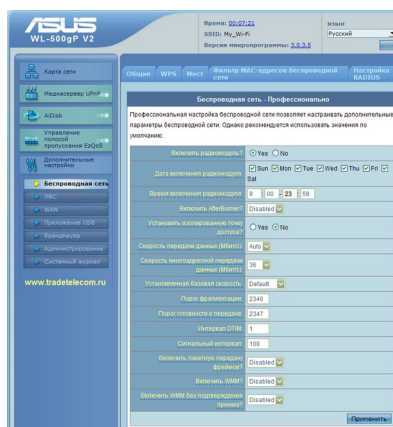 ASUS
WL-500gP V2
Время: 00:07:21
SSID: My_Wi-Fi
Версия микропрограммы: 3.0.3.5
язык
Русский
Карта сети
Медиасервер UPnP
AiDisk
Управление
полосой
пропускания EzQoS
Дополнительные
настройки
Беспроводная сеть
ЛВС
WAN
Приложение USB
Брандмауэр
Администрирование
Системный журнал
www.tradetelecom.ru
Общие
WPS
Мост
Фильтр MAC-адресов беспроводной
сети
Настройка
RADIUS
Беспроводная сеть - Профессионально
Профессиональная настройка беспроводной сети позволяет настраивать дополнительные
параметры беспроводной сети. Однако рекомендуется использовать значения по
умолчанию.
Включить радиомодуль? Yes No
Дата включения радиомодуля: Sun Mon Tue Wed Thu Fri
Sat
Время включения радиомодуля: 9 : 00 - 23 : 59
Включить AfterBurner? Disabled
Установить изолированную точку
доступа? Yes No
Скорость передачи данных (Мбит/с): Auto
Скорость многоадресной передачи
данных (Мбит/с): 36
Установленная базовая скорость: Default
Порог фрагментации: 2346
Порог готовности к передаче: 2347
Интервал DTIM: 1
Сигнальный интервал: 100
Включить пакетную передачу
фреймов? Disabled
Включить WMM? Disabled
Включить WMM без подтверждения
приема? Disabled
Применить